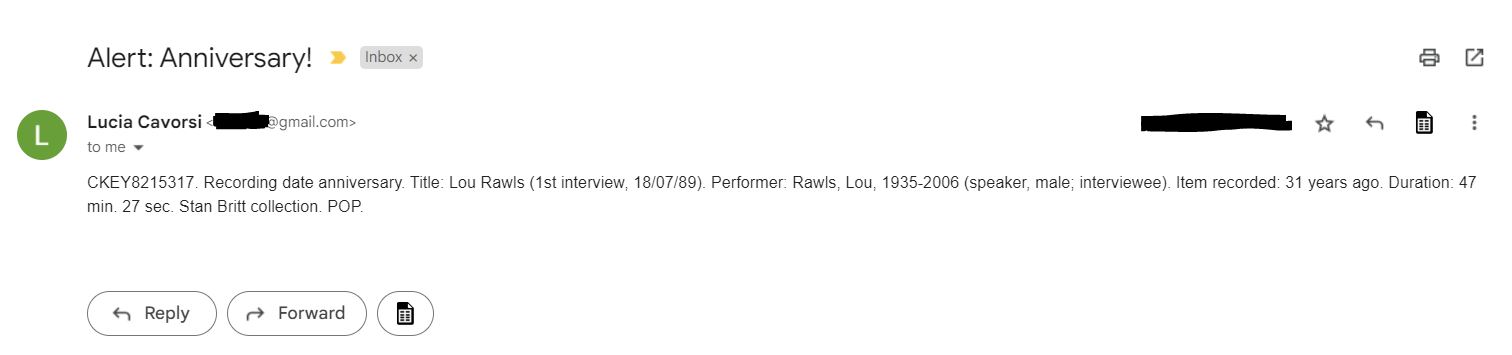 Alert: Anniversary! Inbox ×
L
Lucia Cavorsi < @gmail.com>
to me
CKEY8215317. Recording date anniversary. Title: Lou Rawls (1st interview, 18/07/89). Performer: Rawls, Lou, 1935-2006 (speaker, male; interviewee). Item recorded: 31 years ago. Duration: 47
min. 27 sec. Stan Britt collection. POP.
Reply Forward